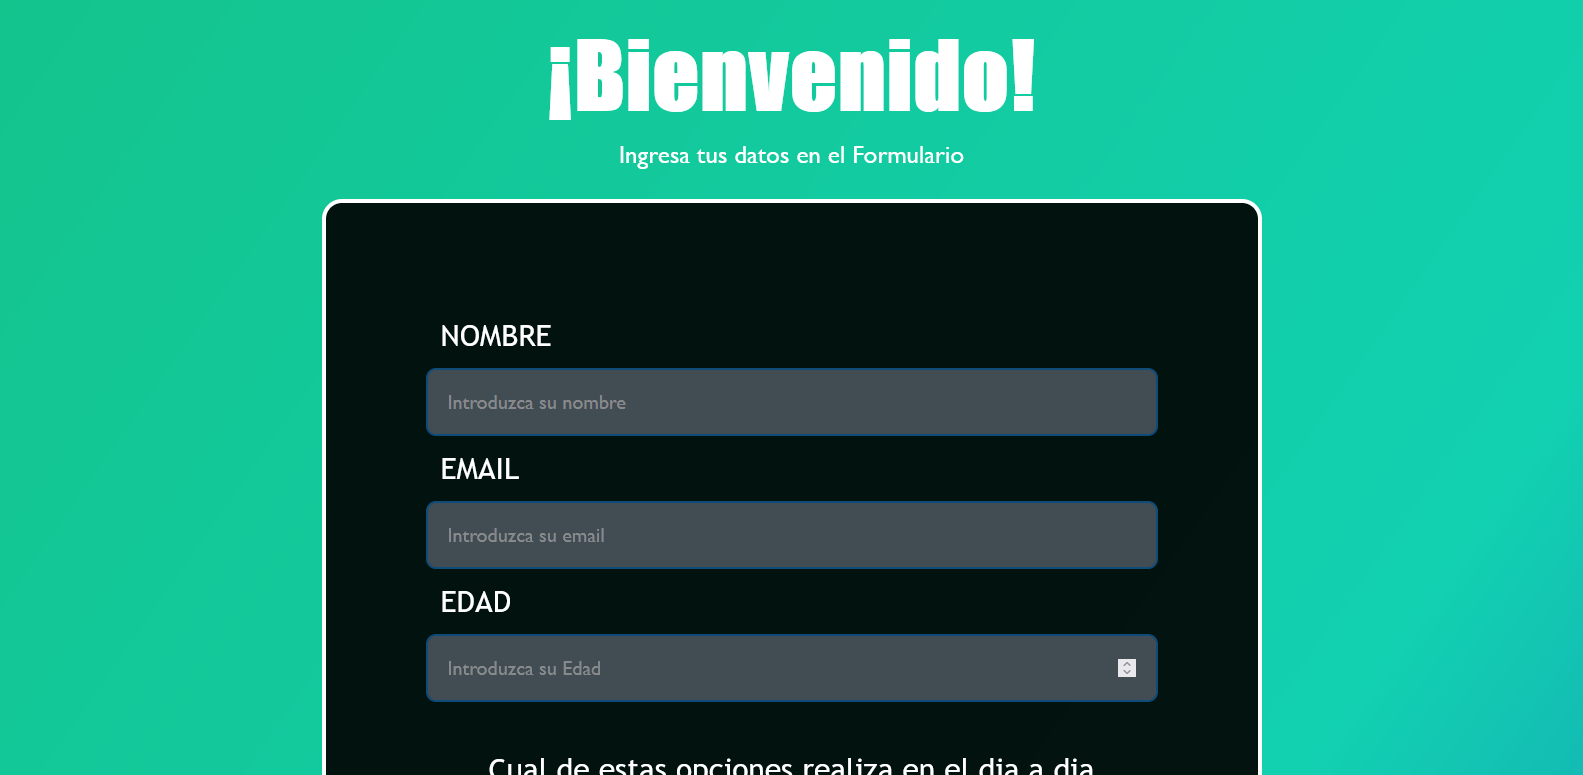 ¡Bienvenido!
Ingresa tus datos en el Formulario
NOMBRE
Introduzca su nombre
EMAIL
Introduzca su email
EDAD
Introduzca su Edad
Cual de estas opciones realiza en el dia a dia